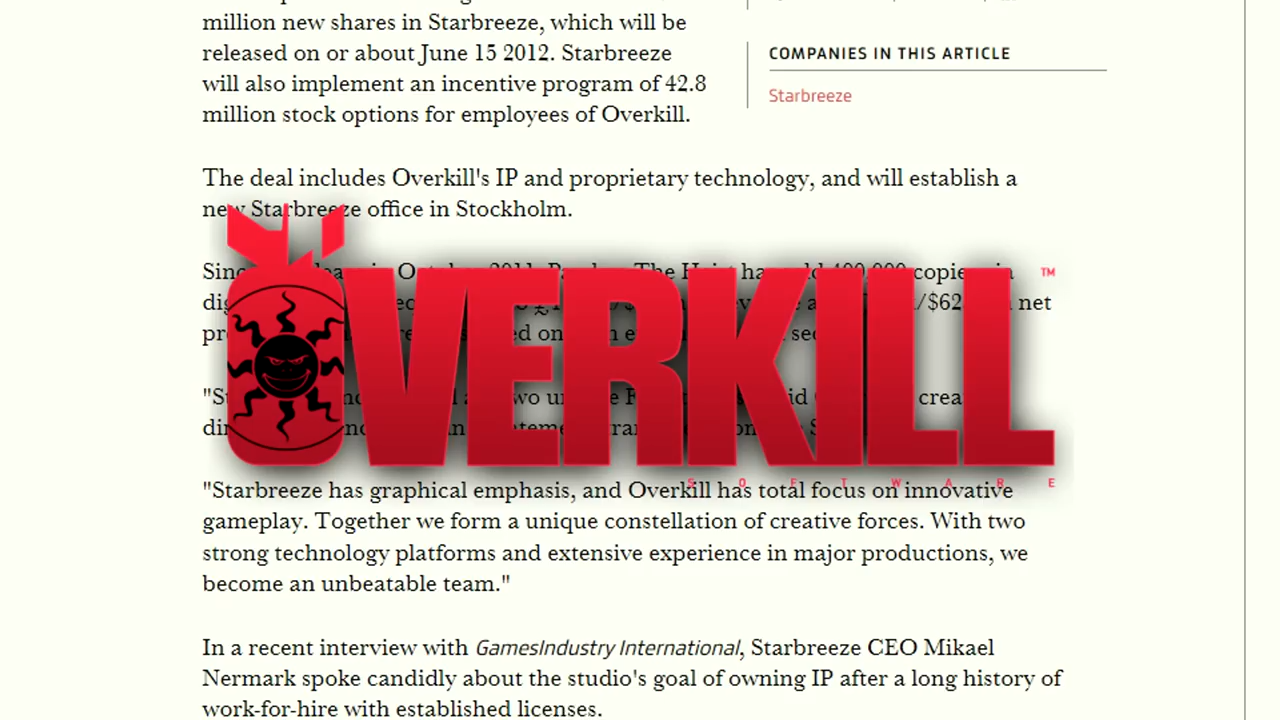 million new shares in Starbreeze, which will be
released on or about June 15 2012. Starbreeze
will also implement an incentive program of 42.8
million stock options for employees of Overkill.
COMPANIES IN THIS ARTICLE
Starbreeze
The deal includes Overkill's IP and proprietary technology, and will establish a
new Starbreeze office in Stockholm.
OVERKILL™
SOFTWARE
net
"Starbreeze has graphical emphasis, and Overkill has total focus on innovative
gameplay. Together we form a unique constellation of creative forces. With two
strong technology platforms and extensive experience in major productions, we
become an unbeatable team."
In a recent interview with GamesIndustry International, Starbreeze CEO Mikael
Nermark spoke candidly about the studio's goal of owning IP after a long history of
work-for-hire with established licenses.